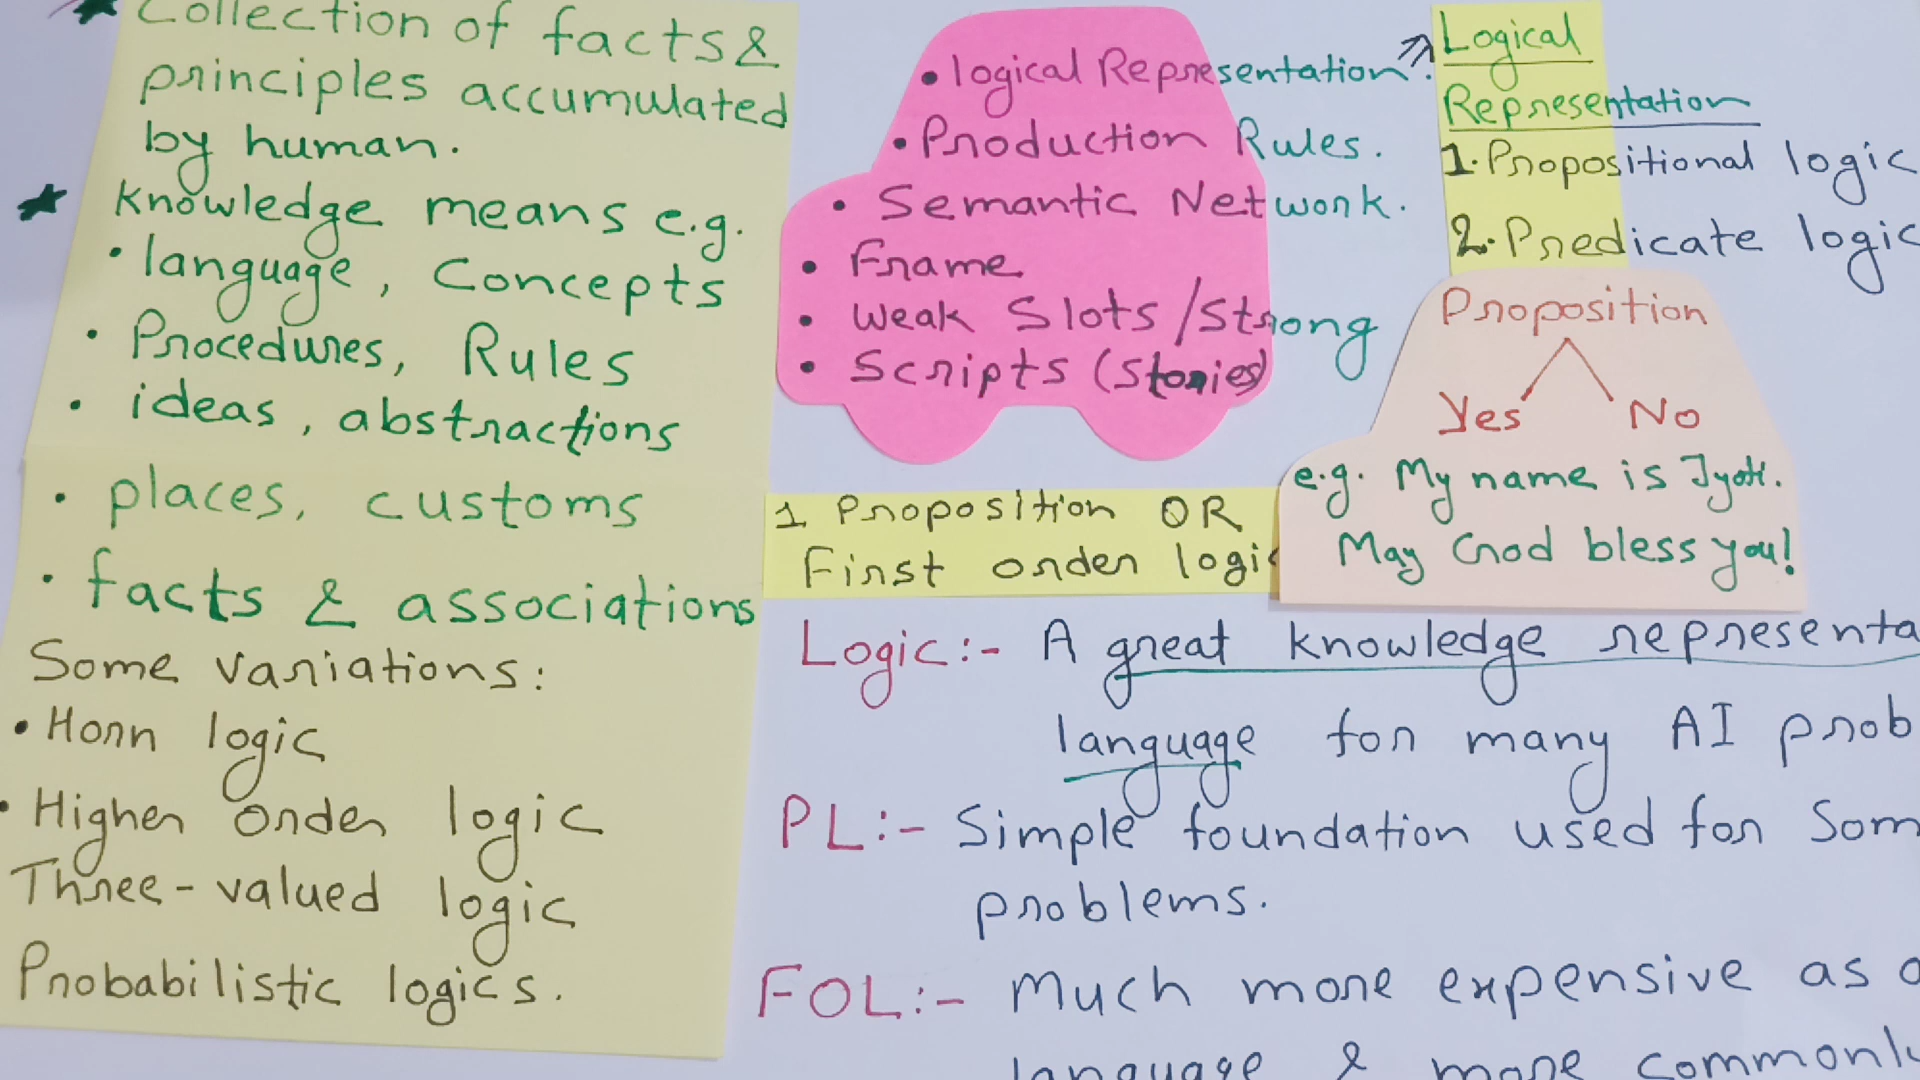 Collection of facts &
principles accumulated
by human.
Knowledge means e.g.
• language, Concepts
• Procedures, Rules
• ideas, abstractions
• places, customs
• facts & associations
Some variations:
• Horn logic
• Higher order logic
Three-valued logic
Probabilistic logics.
• logical Representation.
• Production Rules.
• Semantic Network.
• Frame
• Weak Slots / Strong
• Scripts (Stories)
Logical
Representation
1. Propositional logic
2. Predicate logic
Proposition
Yes No
e.g. My name is Jyoti.
May God bless you!
1 Proposition OR
First order logic
Logic:- A great knowledge representa
language for many AI prob
PL:- Simple foundation used for Som
problems.
FOL:- Much more expensive as a
language & more commonly